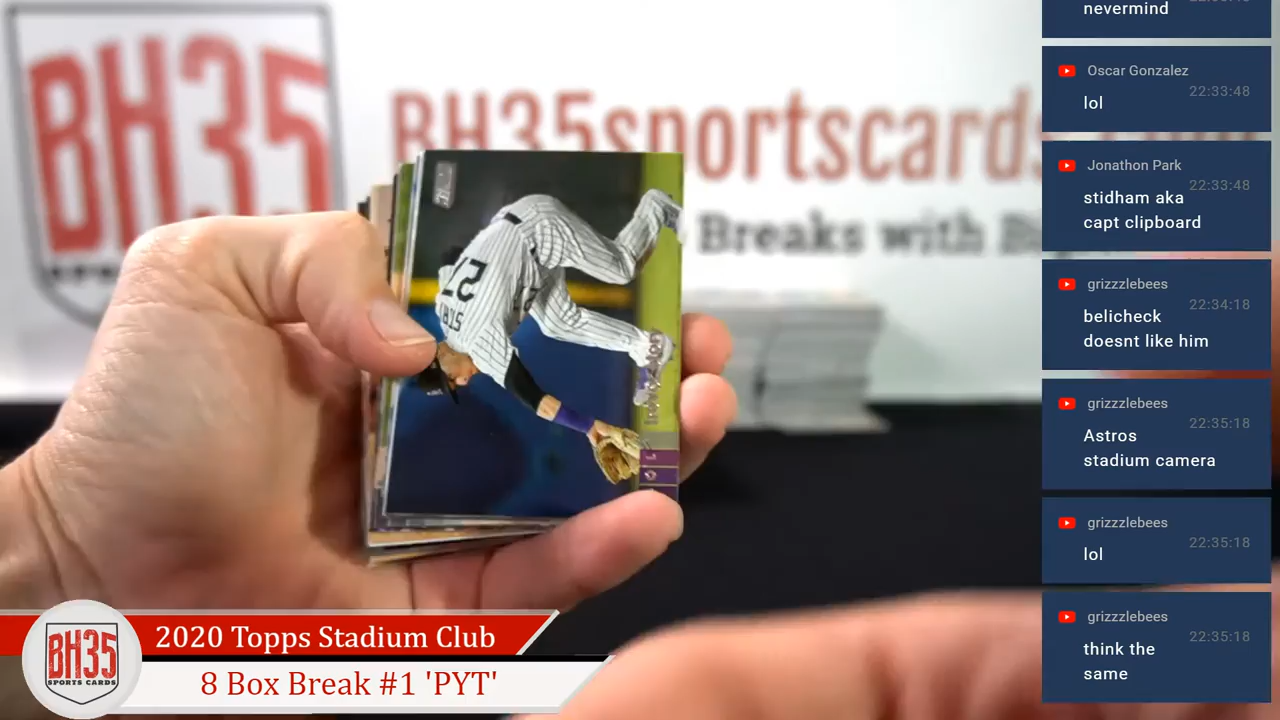 BH35
SPORTS
BH35sportscards
Breaks with
27
2020 Topps Stadium Club
8 Box Break #1 'PYT'
BH35
SPORTS CARDS
nevermind
Oscar Gonzalez
22:33:48
lol
Jonathon Park
22:33:48
stidham aka
capt clipboard
grizzzlebees
22:34:18
belicheck
doesnt like him
grizzzlebees
22:35:18
Astros
stadium camera
grizzzlebees
22:35:18
lol
grizzzlebees
22:35:18
think the
same